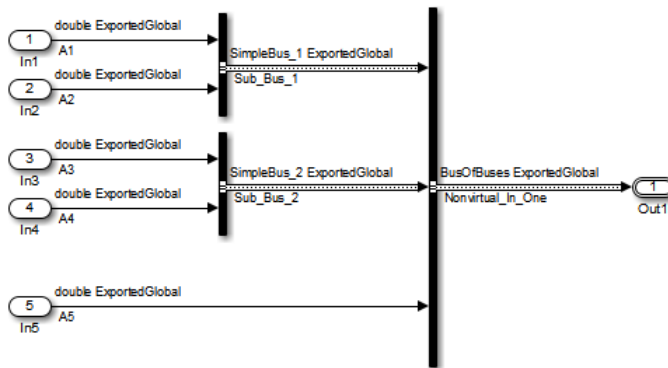 double ExportedGlobal
1
A1
In1
double ExportedGlobal
2
A2
In2
SimpleBus_1 ExportedGlobal
Sub_Bus_1
double ExportedGlobal
3
A3
In3
double ExportedGlobal
4
A4
In4
SimpleBus_2 ExportedGlobal
Sub_Bus_2
BusOfBuses ExportedGlobal
Nonvirtual_In_One
1
Out1
double ExportedGlobal
5
A5
In5